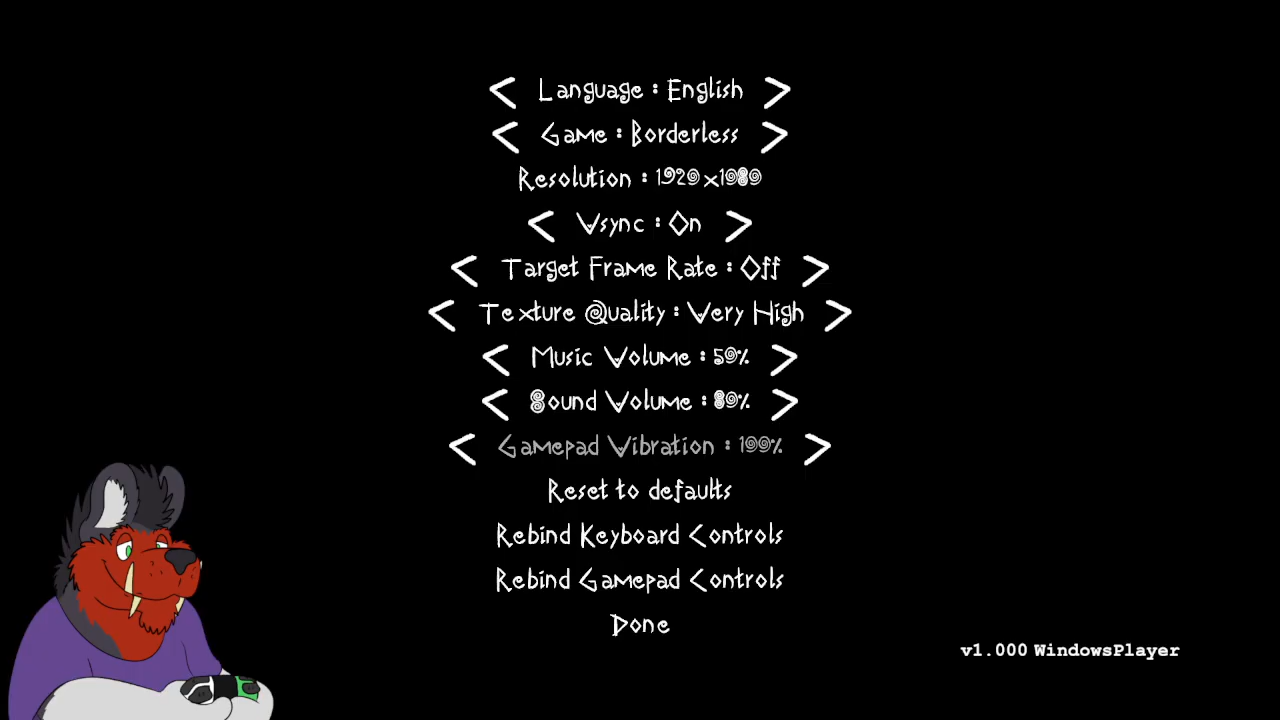 < Language : English >
< Game : Borderless >
Resolution : 1920x1080
< Vsync : On >
< Target Frame Rate : Off >
< Texture Quality : Very High >
< Music Volume : 50% >
< Sound Volume : 80% >
< Gamepad Vibration : 100% >
Reset to defaults
Rebind Keyboard Controls
Rebind Gamepad Controls
Done
v1.000 WindowsPlayer